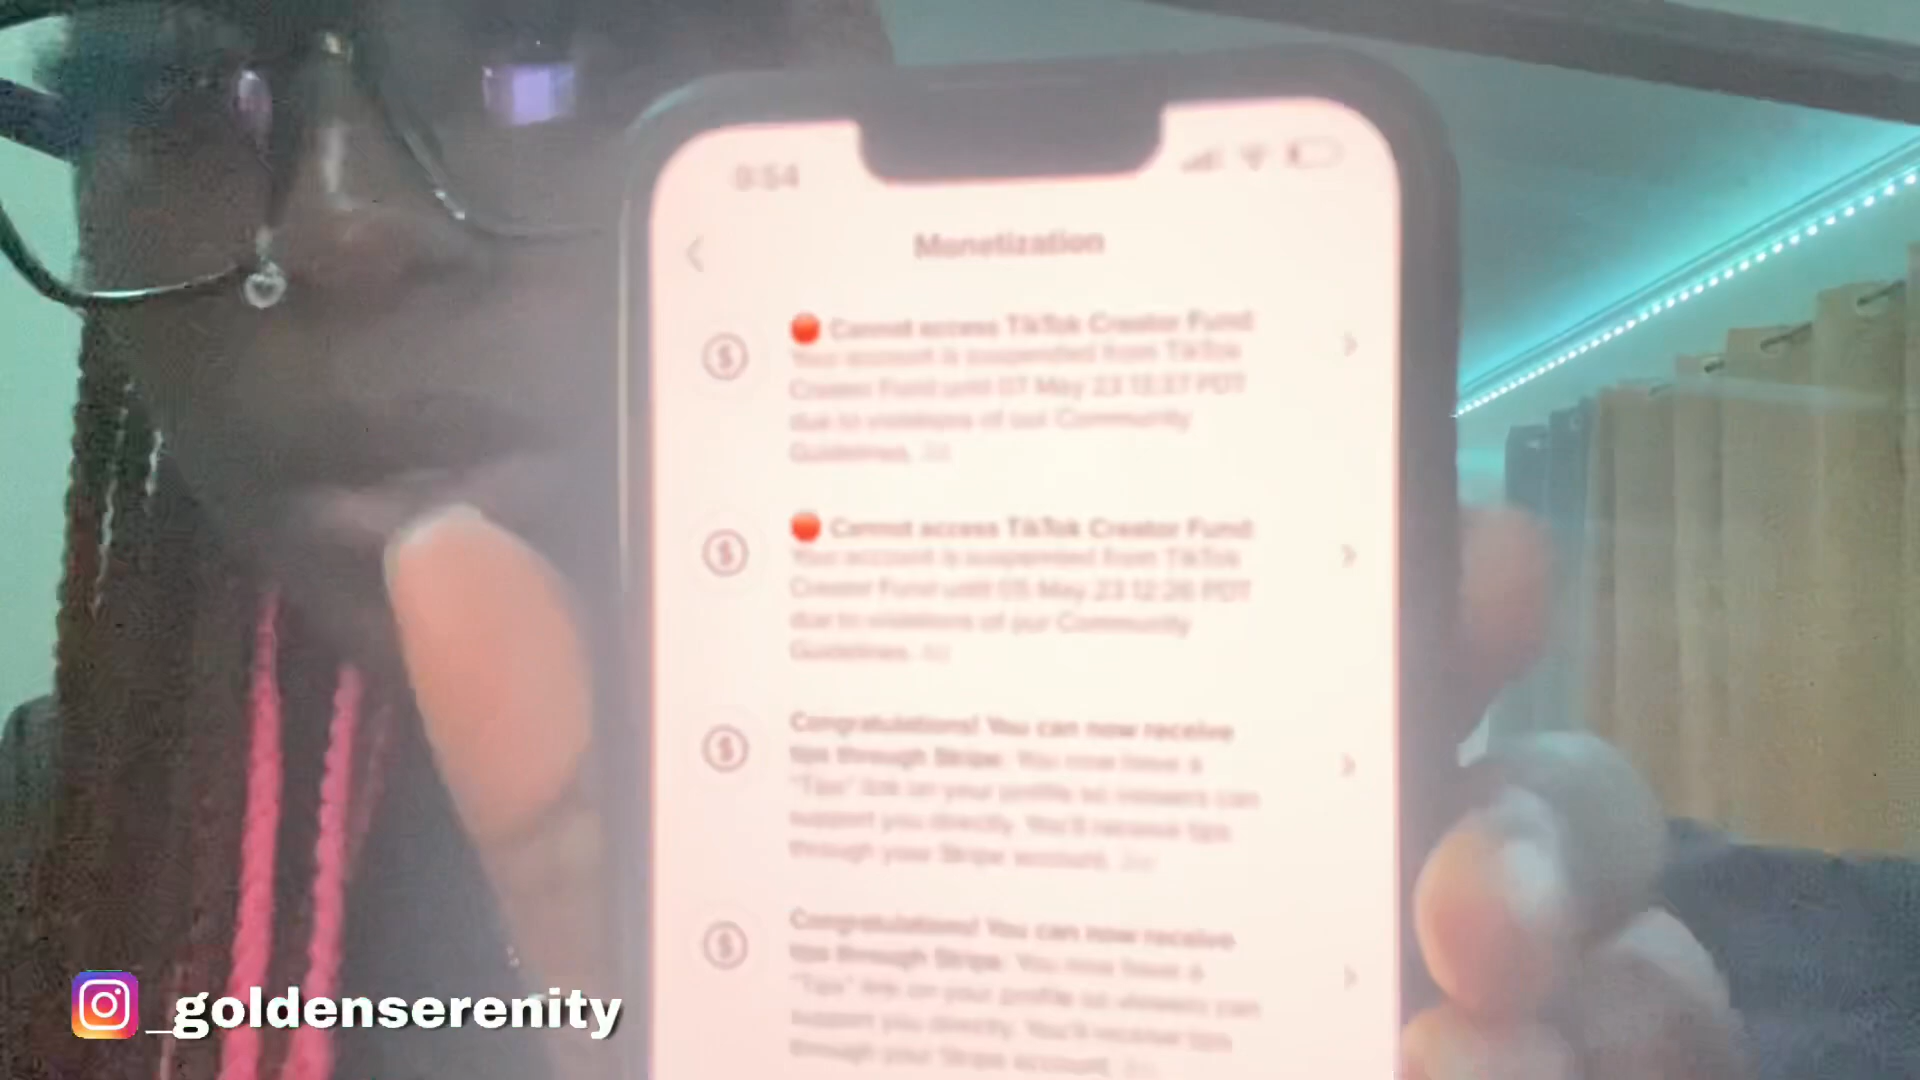 9:54
Monetization
Cannot access TikTok Creator Fund:
Your account is suspended from TikTok
Creator Fund until 07 May 23 13:37 PDT
due to violations of our Community
Guidelines.
Cannot access TikTok Creator Fund:
Your account is suspended from TikTok
Creator Fund until 05 May 23 12:26 PDT
due to violations of our Community
Guidelines.
Congratulations! You can now receive
tips through Stripe: You now have a
"Tips" link on your profile so viewers can
support you directly. You'll receive tips
through your Stripe account.
Congratulations! You can now receive
tips through Stripe: You now have a
"Tips" link on your profile so viewers can
support you directly. You'll receive tips
through your Stripe account.
_goldenserenity